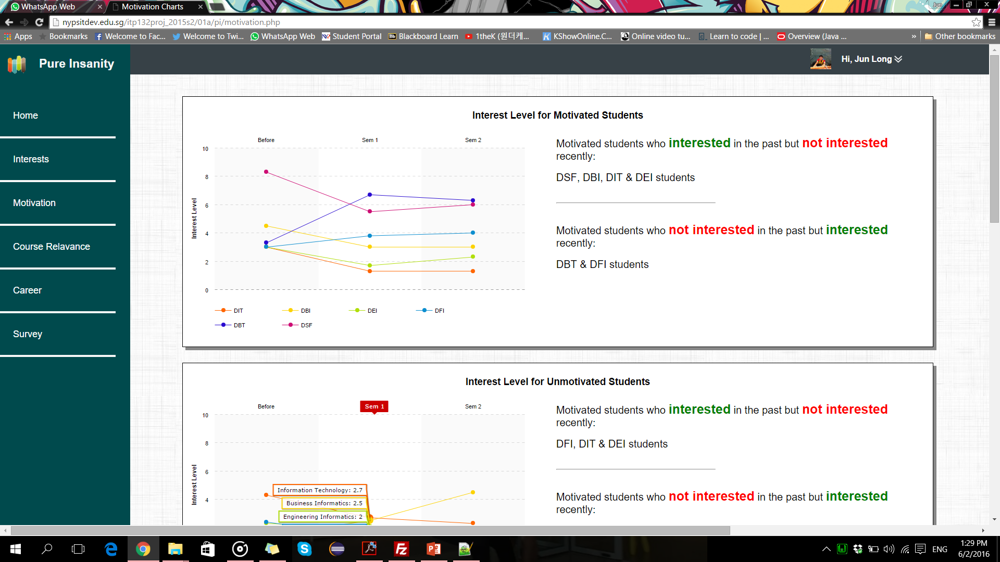 WhatsApp Web
Motivation Charts
Jun
nypsitdev.edu.sg/itp132proj_2015s2/01a/pi/motivation.php
Apps
Bookmarks
Welcome to Fac...
Welcome to Twi...
WhatsApp Web
Student Portal
Blackboard Learn
1theK (원더케...
KShowOnline.C...
Online video tu...
Learn to code | ...
Overview (Java ...
»
Other bookmarks
Pure Insanity
Hi, Jun Long
Home
Interests
Motivation
Course Relavance
Career
Survey
Interest Level for Motivated Students
Before
Sem 1
Sem 2
10
8
6
4
2
0
Interest Level
DIT
DBI
DEI
DFI
DBT
DSF
Motivated students who interested in the past but not interested
recently:
DSF, DBI, DIT & DEI students
Motivated students who not interested in the past but interested
recently:
DBT & DFI students
Interest Level for Unmotivated Students
Before
Sem 1
Sem 2
10
8
6
4
Interest Level
Information Technology: 2.7
Business Informatics: 2.5
Engineering Informatics: 2
Motivated students who interested in the past but not interested
recently:
DFI, DIT & DEI students
Motivated students who not interested in the past but interested
recently:
ENG
1:29 PM
6/2/2016